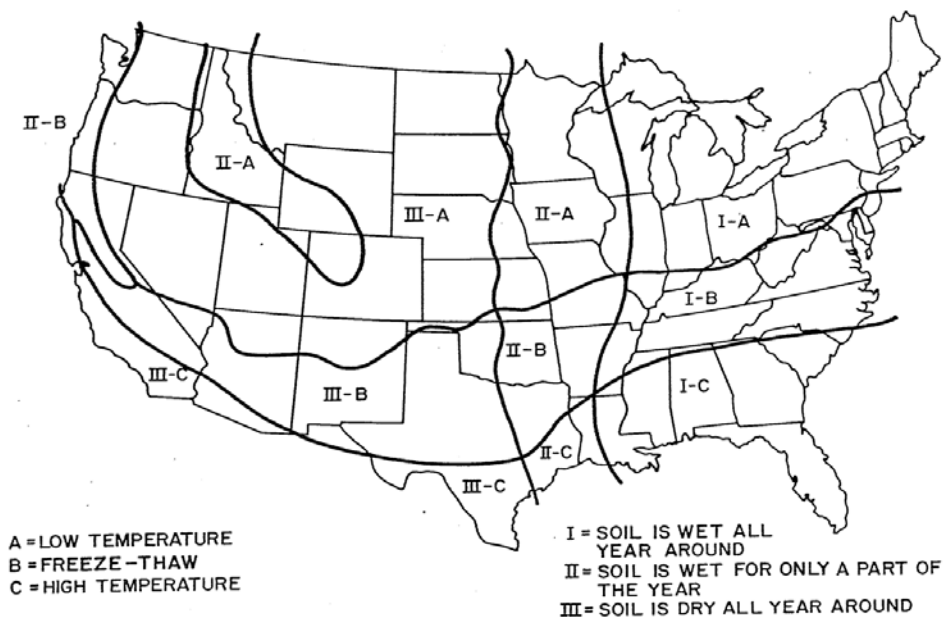 II-B
II-A
III-A
II-A
I-A
I-B
II-B
III-C
III-B
I-C
II-C
III-C
A = LOW TEMPERATURE
B = FREEZE-THAW
C = HIGH TEMPERATURE
I = SOIL IS WET ALL
YEAR AROUND
II = SOIL IS WET FOR ONLY A PART OF
THE YEAR
III = SOIL IS DRY ALL YEAR AROUND